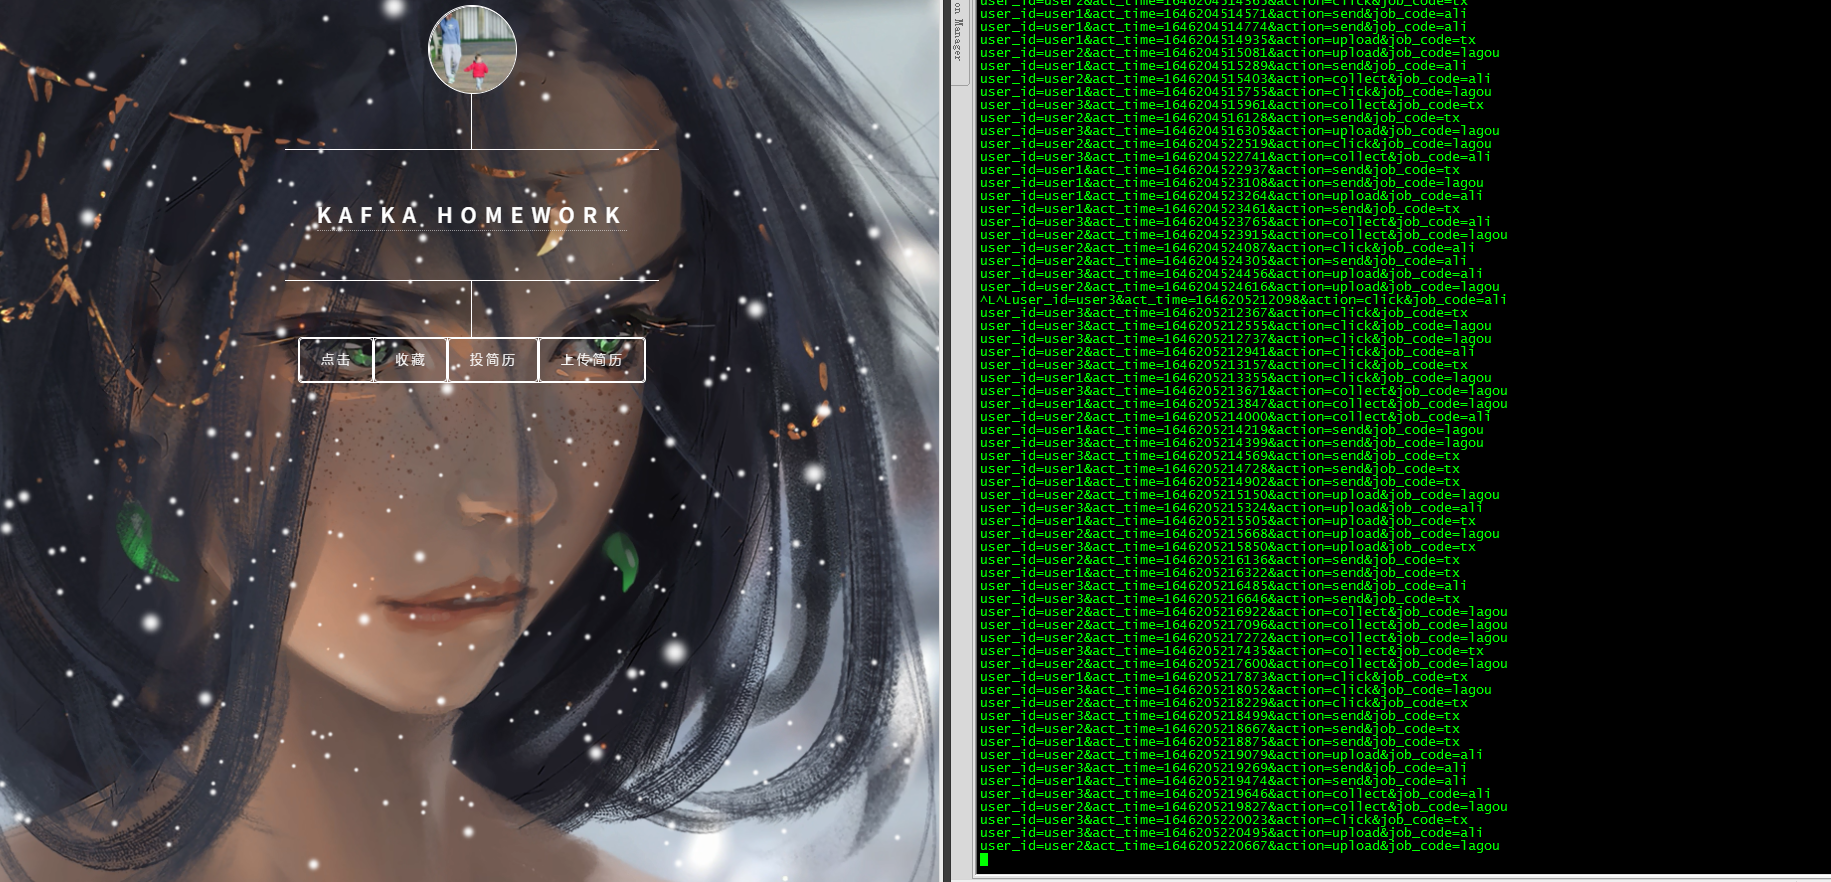 KAFKA HOMEWORK
点击
收藏
投简历
上传简历
on Manager
user_id=user2&act_time=1646204514365&action=click&job_code=tx
user_id=user1&act_time=1646204514571&action=send&job_code=ali
user_id=user1&act_time=1646204514774&action=send&job_code=ali
user_id=user1&act_time=1646204514935&action=upload&job_code=tx
user_id=user2&act_time=1646204515081&action=upload&job_code=lagou
user_id=user1&act_time=1646204515289&action=send&job_code=ali
user_id=user2&act_time=1646204515403&action=collect&job_code=ali
user_id=user1&act_time=1646204515755&action=click&job_code=lagou
user_id=user3&act_time=1646204515961&action=collect&job_code=tx
user_id=user2&act_time=1646204516128&action=send&job_code=tx
user_id=user3&act_time=1646204516305&action=upload&job_code=lagou
user_id=user2&act_time=1646204522519&action=click&job_code=lagou
user_id=user3&act_time=1646204522741&action=collect&job_code=ali
user_id=user1&act_time=1646204522937&action=send&job_code=tx
user_id=user1&act_time=1646204523108&action=send&job_code=lagou
user_id=user1&act_time=1646204523264&action=upload&job_code=ali
user_id=user1&act_time=1646204523461&action=send&job_code=tx
user_id=user3&act_time=1646204523765&action=collect&job_code=ali
user_id=user2&act_time=1646204523915&action=collect&job_code=lagou
user_id=user2&act_time=1646204524087&action=click&job_code=ali
user_id=user2&act_time=1646204524305&action=send&job_code=ali
user_id=user3&act_time=1646204524456&action=upload&job_code=ali
user_id=user2&act_time=1646204524616&action=upload&job_code=lagou
^L^Luser_id=user3&act_time=1646205212098&action=click&job_code=ali
user_id=user3&act_time=1646205212367&action=click&job_code=tx
user_id=user3&act_time=1646205212555&action=click&job_code=lagou
user_id=user3&act_time=1646205212737&action=click&job_code=lagou
user_id=user2&act_time=1646205212941&action=click&job_code=ali
user_id=user3&act_time=1646205213157&action=click&job_code=tx
user_id=user1&act_time=1646205213355&action=click&job_code=lagou
user_id=user3&act_time=1646205213671&action=collect&job_code=lagou
user_id=user1&act_time=1646205213847&action=collect&job_code=lagou
user_id=user2&act_time=1646205214000&action=collect&job_code=ali
user_id=user1&act_time=1646205214219&action=send&job_code=lagou
user_id=user3&act_time=1646205214399&action=send&job_code=lagou
user_id=user3&act_time=1646205214569&action=send&job_code=tx
user_id=user1&act_time=1646205214728&action=send&job_code=tx
user_id=user1&act_time=1646205214902&action=send&job_code=tx
user_id=user2&act_time=1646205215150&action=upload&job_code=lagou
user_id=user3&act_time=1646205215324&action=upload&job_code=ali
user_id=user1&act_time=1646205215505&action=upload&job_code=tx
user_id=user2&act_time=1646205215668&action=upload&job_code=lagou
user_id=user3&act_time=1646205215850&action=upload&job_code=tx
user_id=user2&act_time=1646205216136&action=send&job_code=tx
user_id=user1&act_time=1646205216322&action=send&job_code=tx
user_id=user3&act_time=1646205216485&action=send&job_code=ali
user_id=user3&act_time=1646205216646&action=send&job_code=tx
user_id=user2&act_time=1646205216922&action=collect&job_code=lagou
user_id=user2&act_time=1646205217096&action=collect&job_code=lagou
user_id=user2&act_time=1646205217272&action=collect&job_code=lagou
user_id=user3&act_time=1646205217435&action=collect&job_code=tx
user_id=user2&act_time=1646205217600&action=collect&job_code=lagou
user_id=user1&act_time=1646205217873&action=click&job_code=tx
user_id=user3&act_time=1646205218052&action=click&job_code=lagou
user_id=user2&act_time=1646205218229&action=click&job_code=tx
user_id=user3&act_time=1646205218499&action=send&job_code=tx
user_id=user2&act_time=1646205218667&action=send&job_code=tx
user_id=user1&act_time=1646205218875&action=send&job_code=tx
user_id=user2&act_time=1646205219079&action=upload&job_code=ali
user_id=user3&act_time=1646205219269&action=send&job_code=ali
user_id=user1&act_time=1646205219474&action=send&job_code=ali
user_id=user3&act_time=1646205219646&action=collect&job_code=ali
user_id=user2&act_time=1646205219827&action=collect&job_code=lagou
user_id=user3&act_time=1646205220023&action=click&job_code=tx
user_id=user3&act_time=1646205220495&action=upload&job_code=ali
user_id=user2&act_time=1646205220667&action=upload&job_code=lagou